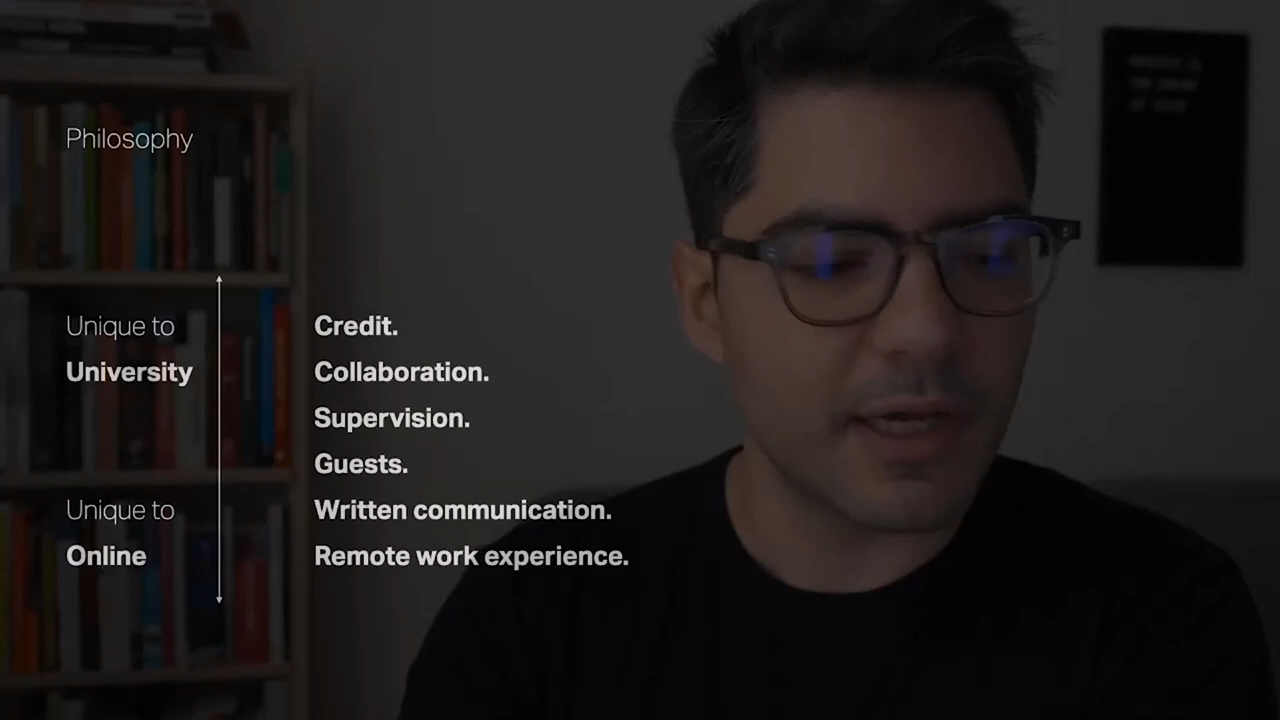 Philosophy
Unique to
University
Credit.
Collaboration.
Supervision.
Guests.
Unique to
Online
Written communication.
Remote work experience.